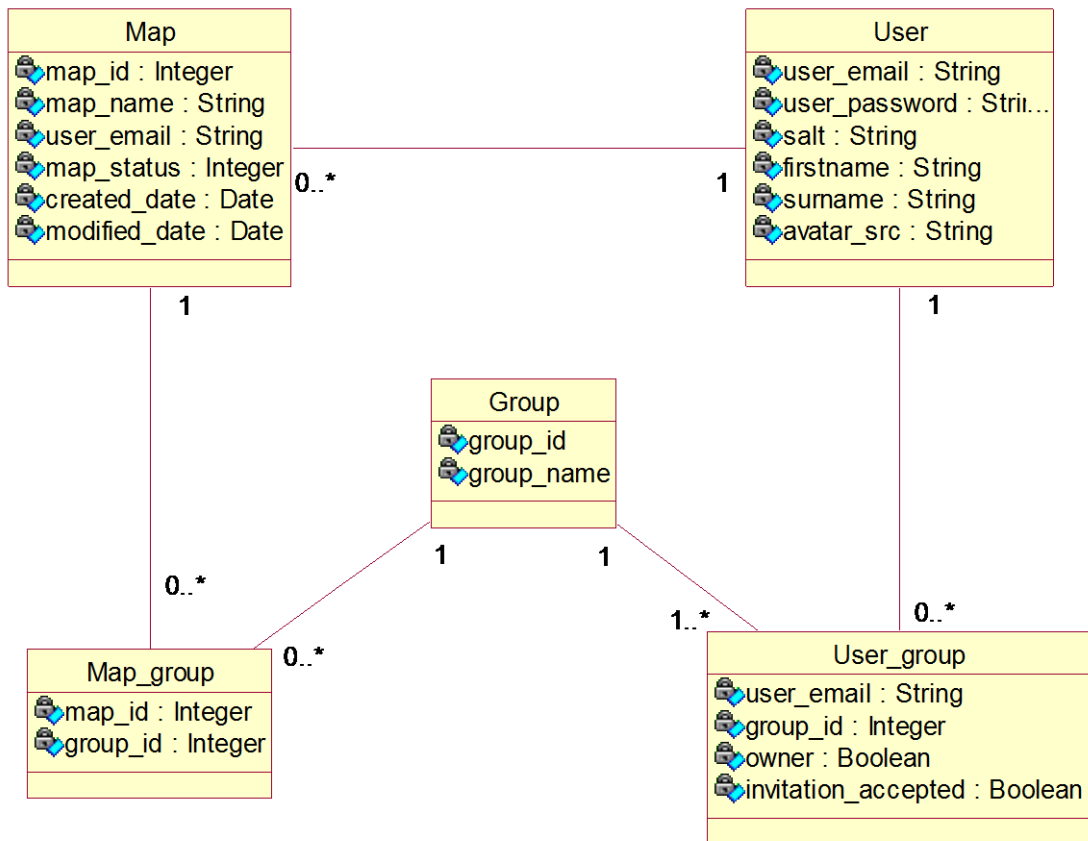 Map
map_id : Integer
map_name : String
user_email : String
map_status : Integer
created_date : Date
modified_date : Date
User
user_email : String
user_password : Strin...
salt : String
firstname : String
surname : String
avatar_src : String
0..*
1
1
1
Group
group_id
group_name
1
1
0..*
0..*
1..*
0..*
Map_group
map_id : Integer
group_id : Integer
User_group
user_email : String
group_id : Integer
owner : Boolean
invitation_accepted : Boolean